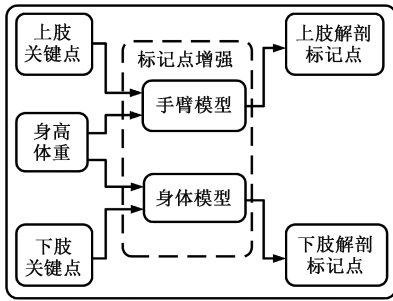 上肢
关键点
标记点增强
上肢解剖
标记点
手臂模型
身高
体重
身体模型
下肢
关键点
下肢解剖
标记点